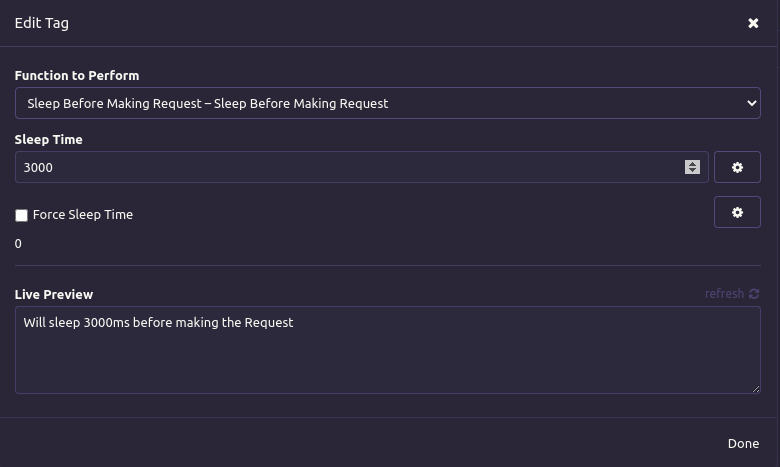 Edit Tag
Function to Perform
Sleep Before Making Request – Sleep Before Making Request
Sleep Time
3000
Force Sleep Time
0
Live Preview
refresh
Will sleep 3000ms before making the Request
Done